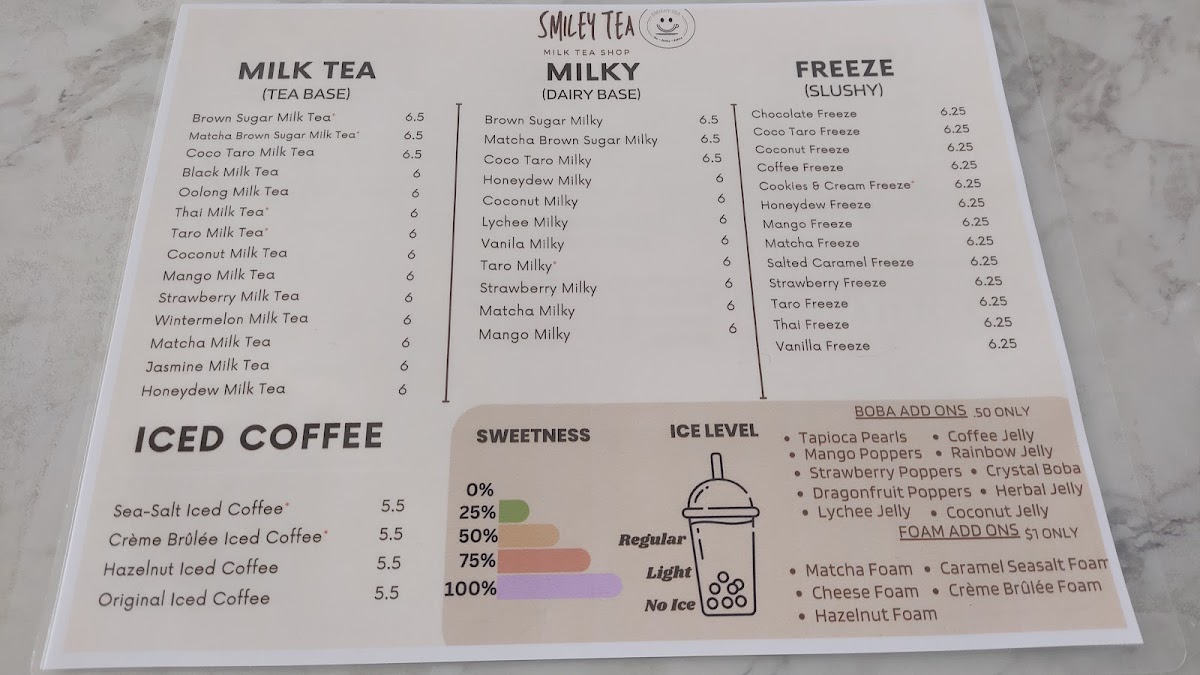 SMILEY TEA
MILK TEA SHOP
MILK TEA
(TEA BASE)
Brown Sugar Milk Tea* 6.5
Matcha Brown Sugar Milk Tea* 6.5
Coco Taro Milk Tea 6.5
Black Milk Tea 6
Oolong Milk Tea 6
Thai Milk Tea* 6
Taro Milk Tea* 6
Coconut Milk Tea 6
Mango Milk Tea 6
Strawberry Milk Tea 6
Wintermelon Milk Tea 6
Matcha Milk Tea 6
Jasmine Milk Tea 6
Honeydew Milk Tea 6
MILKY
(DAIRY BASE)
Brown Sugar Milky 6.5
Matcha Brown Sugar Milky 6.5
Coco Taro Milky 6.5
Honeydew Milky 6
Coconut Milky 6
Lychee Milky 6
Vanila Milky 6
Taro Milky* 6
Strawberry Milky 6
Matcha Milky 6
Mango Milky 6
FREEZE
(SLUSHY)
Chocolate Freeze 6.25
Coco Taro Freeze 6.25
Coconut Freeze 6.25
Coffee Freeze 6.25
Cookies & Cream Freeze* 6.25
Honeydew Freeze 6.25
Mango Freeze 6.25
Matcha Freeze 6.25
Salted Caramel Freeze 6.25
Strawberry Freeze 6.25
Taro Freeze 6.25
Thai Freeze 6.25
Vanilla Freeze 6.25
ICED COFFEE
Sea-Salt Iced Coffee* 5.5
Crème Brûlée Iced Coffee* 5.5
Hazelnut Iced Coffee 5.5
Original Iced Coffee 5.5
SWEETNESS
0%
25%
50%
75%
100%
ICE LEVEL
Regular
Light
No Ice
BOBA ADD ONS .50 ONLY
• Tapioca Pearls • Coffee Jelly
• Mango Poppers • Rainbow Jelly
• Strawberry Poppers • Crystal Boba
• Dragonfruit Poppers • Herbal Jelly
• Lychee Jelly • Coconut Jelly
FOAM ADD ONS $1 ONLY
• Matcha Foam • Caramel Seasalt Foam
• Cheese Foam • Crème Brûlée Foam
• Hazelnut Foam